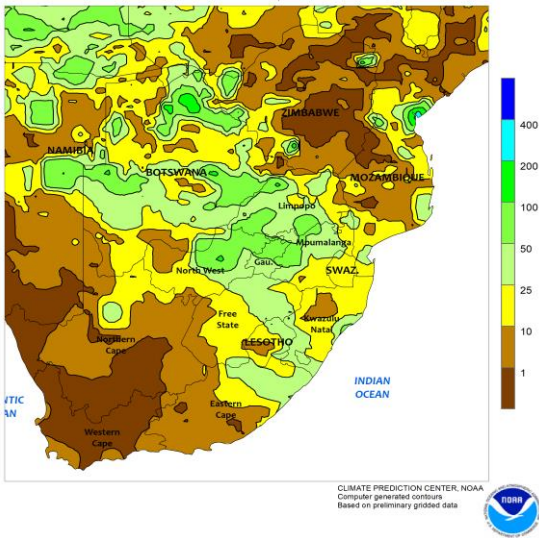 ZIMBABWE
NAMIBIA
BOTSWANA
MOZAMBIQUE
Limpopo
Mpumalanga
Gau.
North West
SWAZ.
Free
State
Kwazulu
Natal
LESOTHO
Northern
Cape
Eastern
Cape
Western
Cape
NTIC
AN
INDIAN
OCEAN
400
200
100
50
25
10
1
CLIMATE PREDICTION CENTER, NOAA
Computer generated contours
Based on preliminary gridded data
NOAA